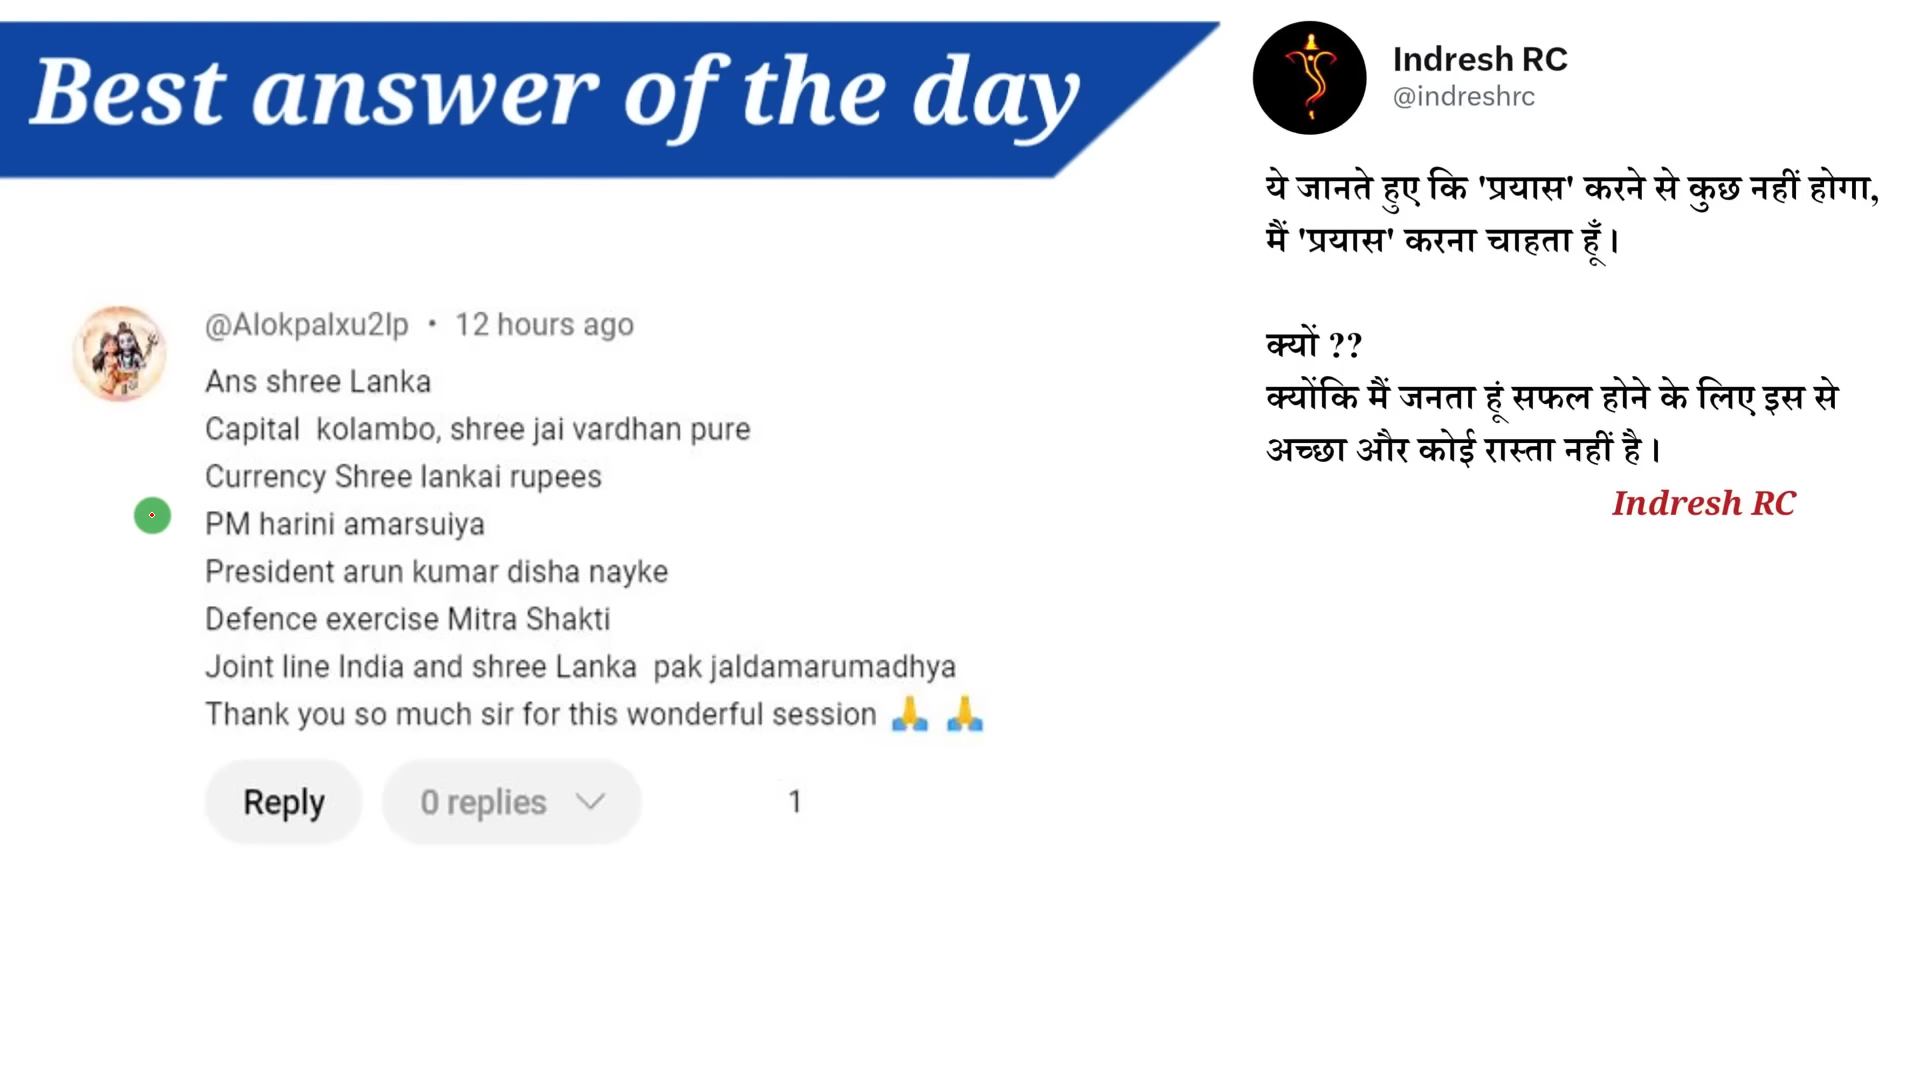 Best answer of the day
@Alokpalxu2lp • 12 hours ago
Ans shree Lanka
Capital kolambo, shree jai vardhan pure
Currency Shree lankai rupees
PM harini amarsuiya
President arun kumar disha nayke
Defence exercise Mitra Shakti
Joint line India and shree Lanka pak jaldamarumadhya
Thank you so much sir for this wonderful session 🙏 🙏
Reply
0 replies
1
Indresh RC
@indreshrc
ये जानते हुए कि 'प्रयास' करने से कुछ नहीं होगा,
मैं 'प्रयास' करना चाहता हूँ।
क्यों ??
क्योंकि मैं जनता हूं सफल होने के लिए इस से
अच्छा और कोई रास्ता नहीं है।
Indresh RC